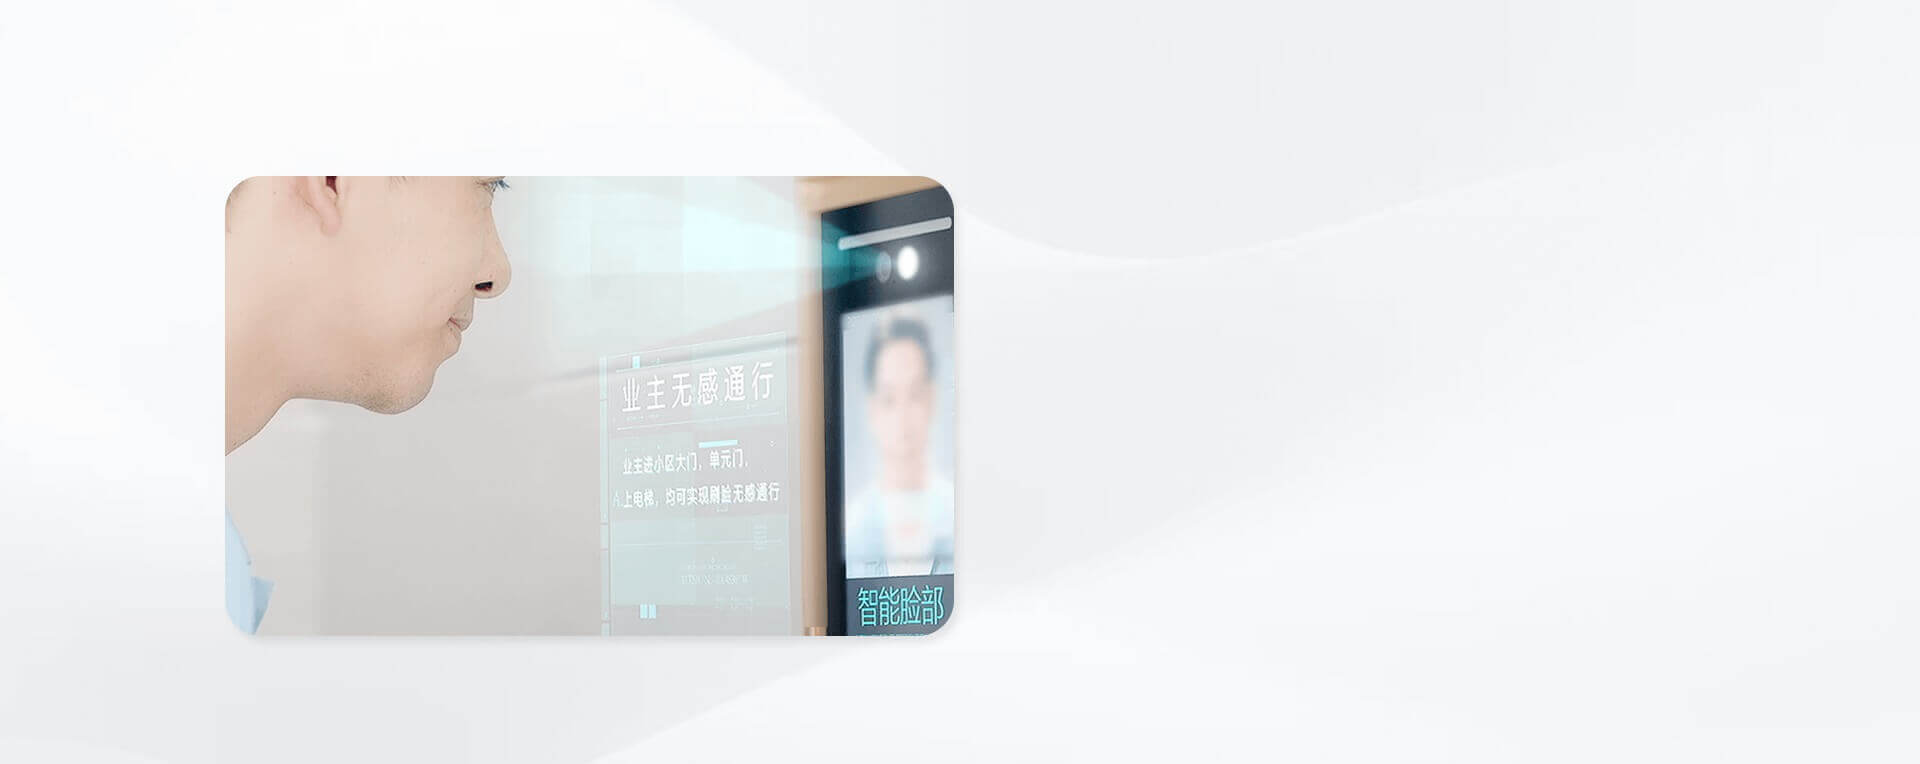 业主无感通行
业主进小区大门，单元门，
上电梯，均可实现刷脸无感通行
智能脸部